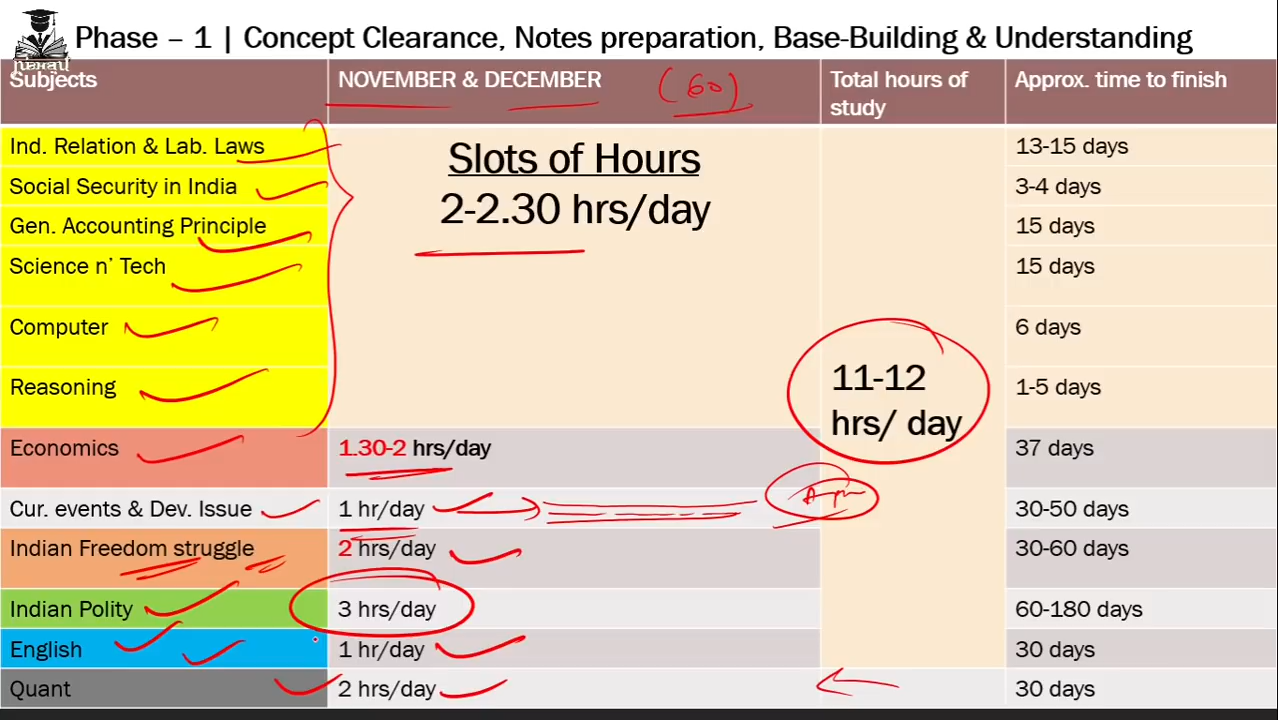 Phase – 1 | Concept Clearance, Notes preparation, Base-Building & Understanding
Subjects
NOVEMBER & DECEMBER
(60)
Total hours of
study
Approx. time to finish
Ind. Relation & Lab. Laws
13-15 days
Social Security in India
3-4 days
Gen. Accounting Principle
15 days
Science n’ Tech
15 days
Computer
6 days
Reasoning
1-5 days
Slots of Hours
2-2.30 hrs/day
11-12
hrs/ day
Economics
1.30-2 hrs/day
37 days
Cur. events & Dev. Issue
1 hr/day
30-50 days
Indian Freedom struggle
2 hrs/day
30-60 days
Indian Polity
3 hrs/day
60-180 days
English
1 hr/day
30 days
Quant
2 hrs/day
30 days